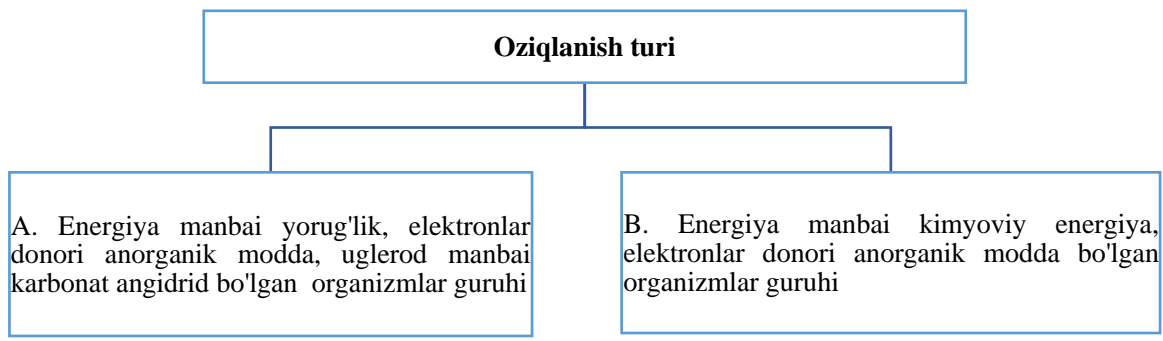 Oziqlanish turi
A. Energiya manbai yorug'lik, elektronlar
donori anorganik modda, uglerod manbai
karbonat angidrid bo'lgan organizmlar guruhi
B. Energiya manbai kimyoviy energiya,
elektronlar donori anorganik modda bo'lgan
organizmlar guruhi